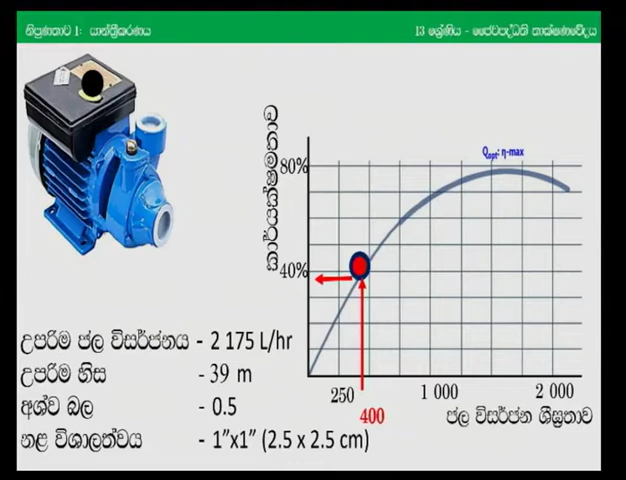 නිපුණතාව 1: යාන්ත්‍රීකරණය
13 ශ්‍රේණිය - ජෛවපද්ධති තාක්ෂණවේදය
කාර්යක්ෂමතාව
Qopt: η-max
80%
40%
250 1 000 2 000
400
ජල විසර්ජන ශීඝ්‍රතාව
උපරිම ජල විසර්ජනය - 2 175 L/hr
උපරිම හිස - 39 m
අශ්ව බල - 0.5
නළ විශාලත්වය - 1”x1” (2.5 x 2.5 cm)